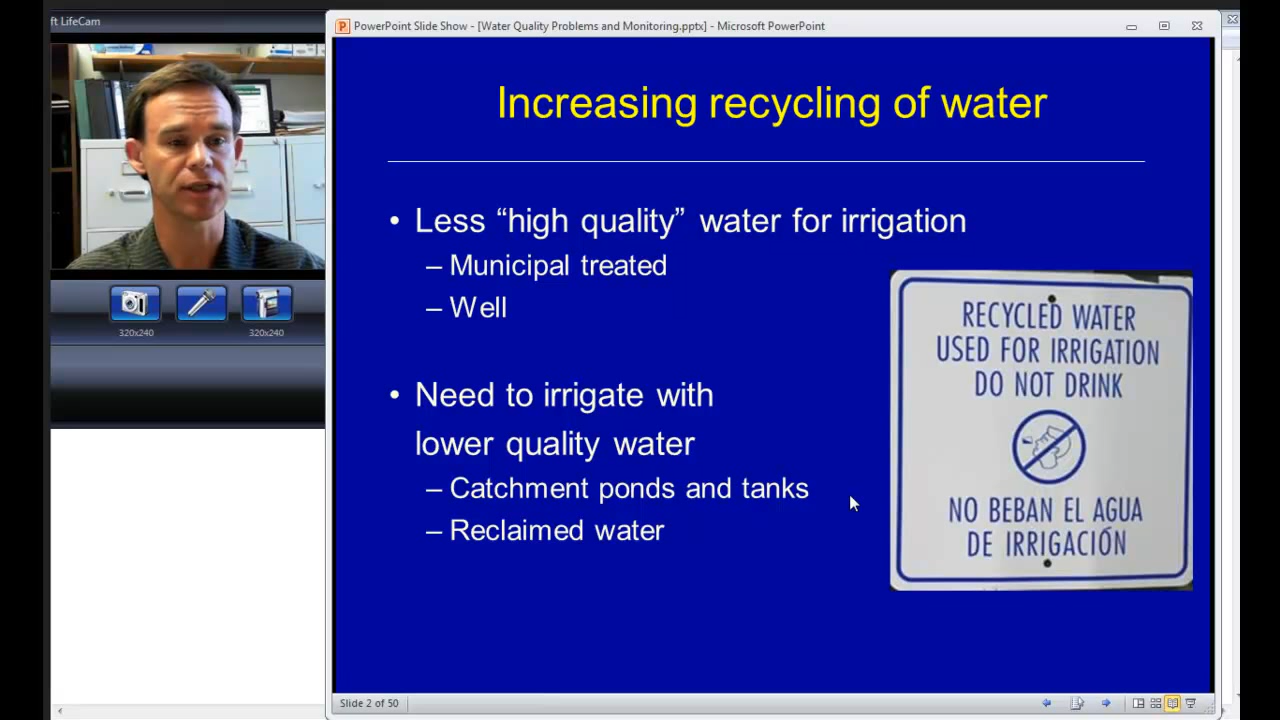 ft LifeCam
PowerPoint Slide Show - [Water Quality Problems and Monitoring.pptx] - Microsoft PowerPoint
320x240
320x240
Increasing recycling of water
• Less “high quality” water for irrigation
– Municipal treated
– Well
• Need to irrigate with
lower quality water
– Catchment ponds and tanks
– Reclaimed water
RECYCLED WATER
USED FOR IRRIGATION
DO NOT DRINK
NO BEBAN EL AGUA
DE IRRIGACIÓN
Slide 2 of 50